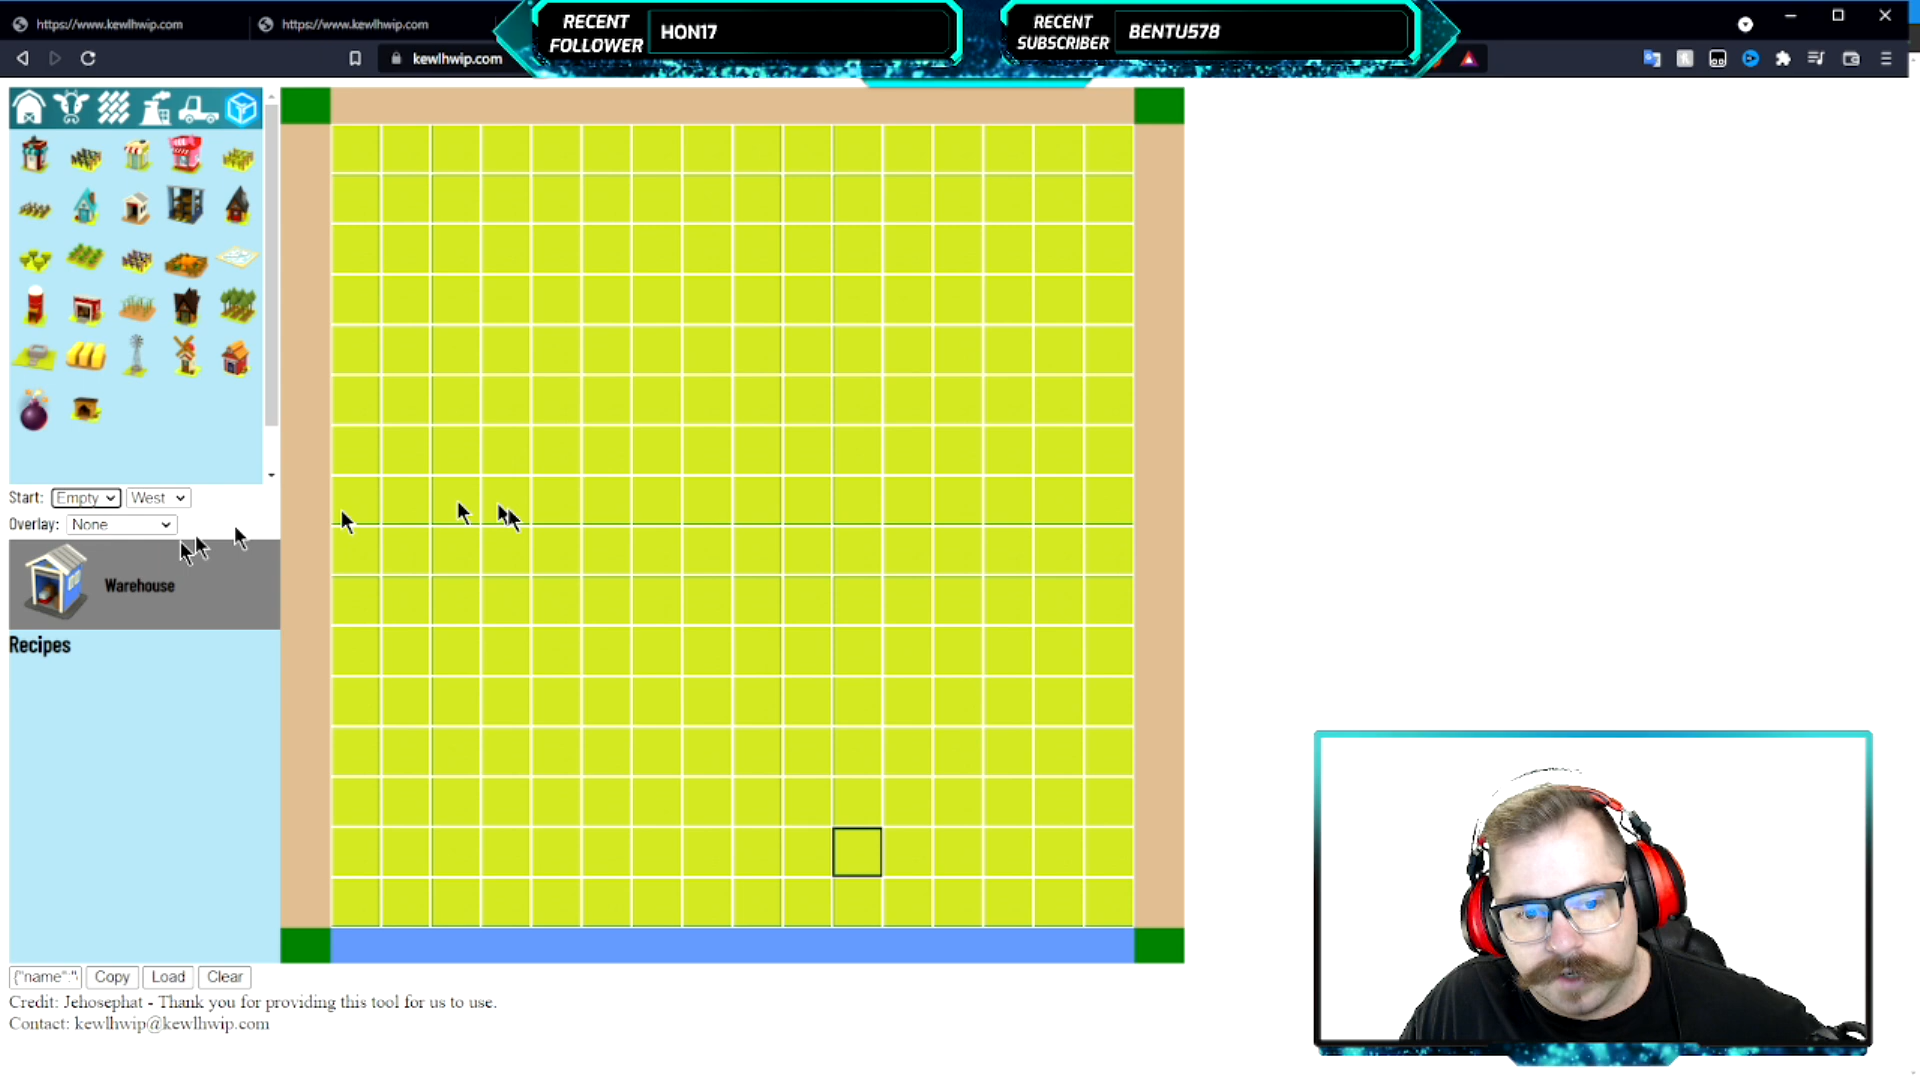 https://www.kewlhwip.com
https://www.kewlhwip.com
RECENT FOLLOWER
HON17
RECENT SUBSCRIBER
BENTU578
kewlhwip.com
Start: Empty West
Overlay: None
Warehouse
Recipes
{"name":"
Copy
Load
Clear
Credit: Jehosephat - Thank you for providing this tool for us to use.
Contact: kewlhwip@kewlhwip.com